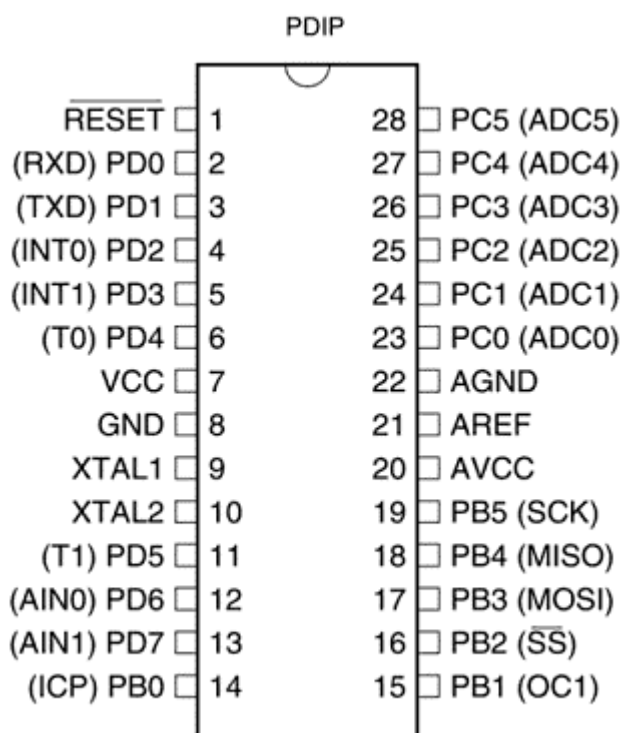 PDIP
RESET 1 28 PC5 (ADC5)
(RXD) PD0 2 27 PC4 (ADC4)
(TXD) PD1 3 26 PC3 (ADC3)
(INT0) PD2 4 25 PC2 (ADC2)
(INT1) PD3 5 24 PC1 (ADC1)
(T0) PD4 6 23 PC0 (ADC0)
VCC 7 22 AGND
GND 8 21 AREF
XTAL1 9 20 AVCC
XTAL2 10 19 PB5 (SCK)
(T1) PD5 11 18 PB4 (MISO)
(AIN0) PD6 12 17 PB3 (MOSI)
(AIN1) PD7 13 16 PB2 (SS)
(ICP) PB0 14 15 PB1 (OC1)